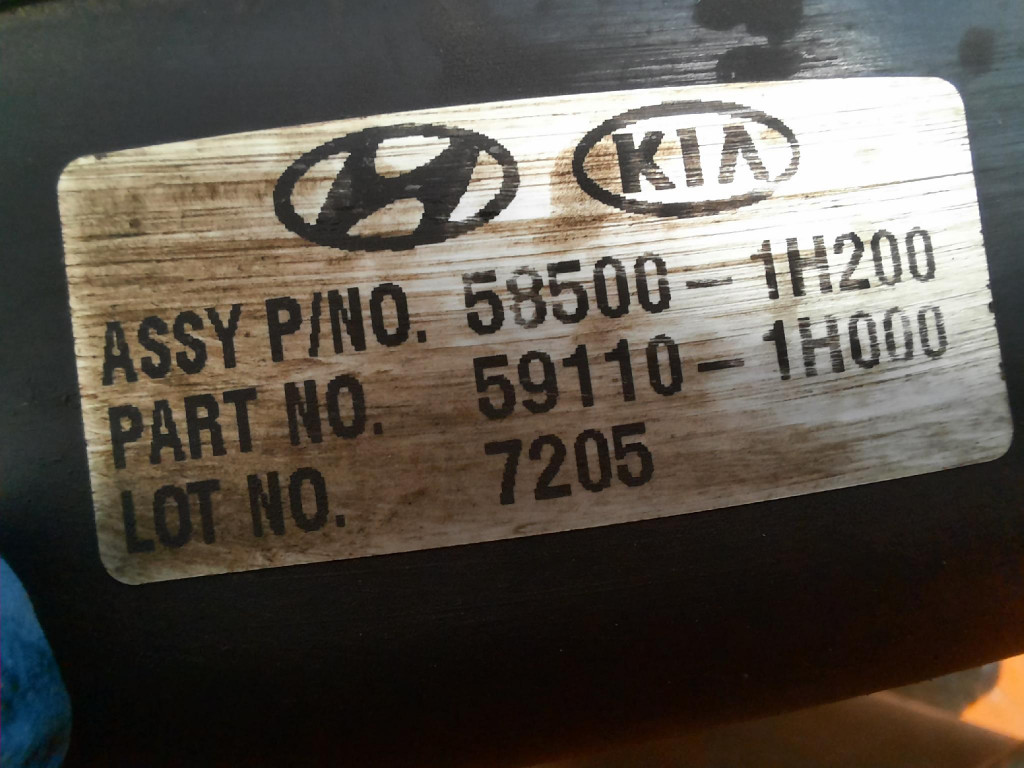 KIA
ASSY P/NO. 58500-1H200
PART NO. 59110-1H000
LOT NO. 7205